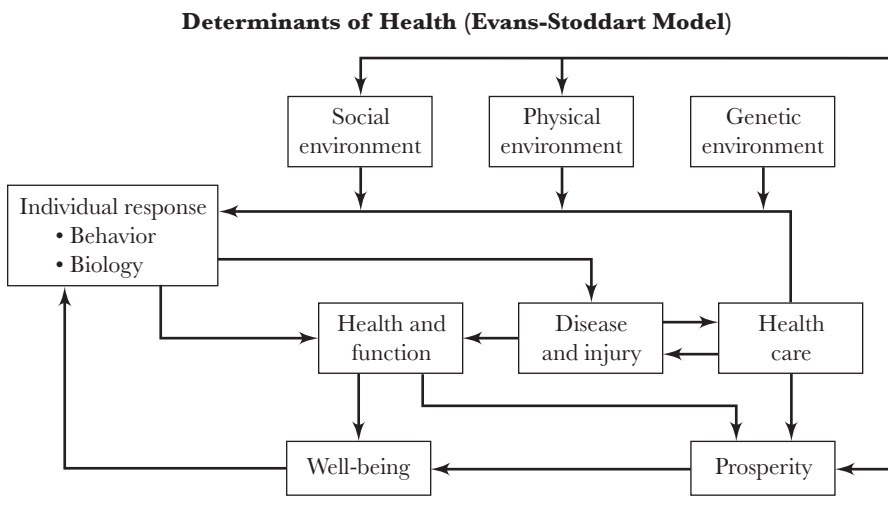 Determinants of Health (Evans-Stoddart Model)
Social
environment
Physical
environment
Genetic
environment
Individual response
• Behavior
• Biology
Health and
function
Disease
and injury
Health
care
Well-being
Prosperity